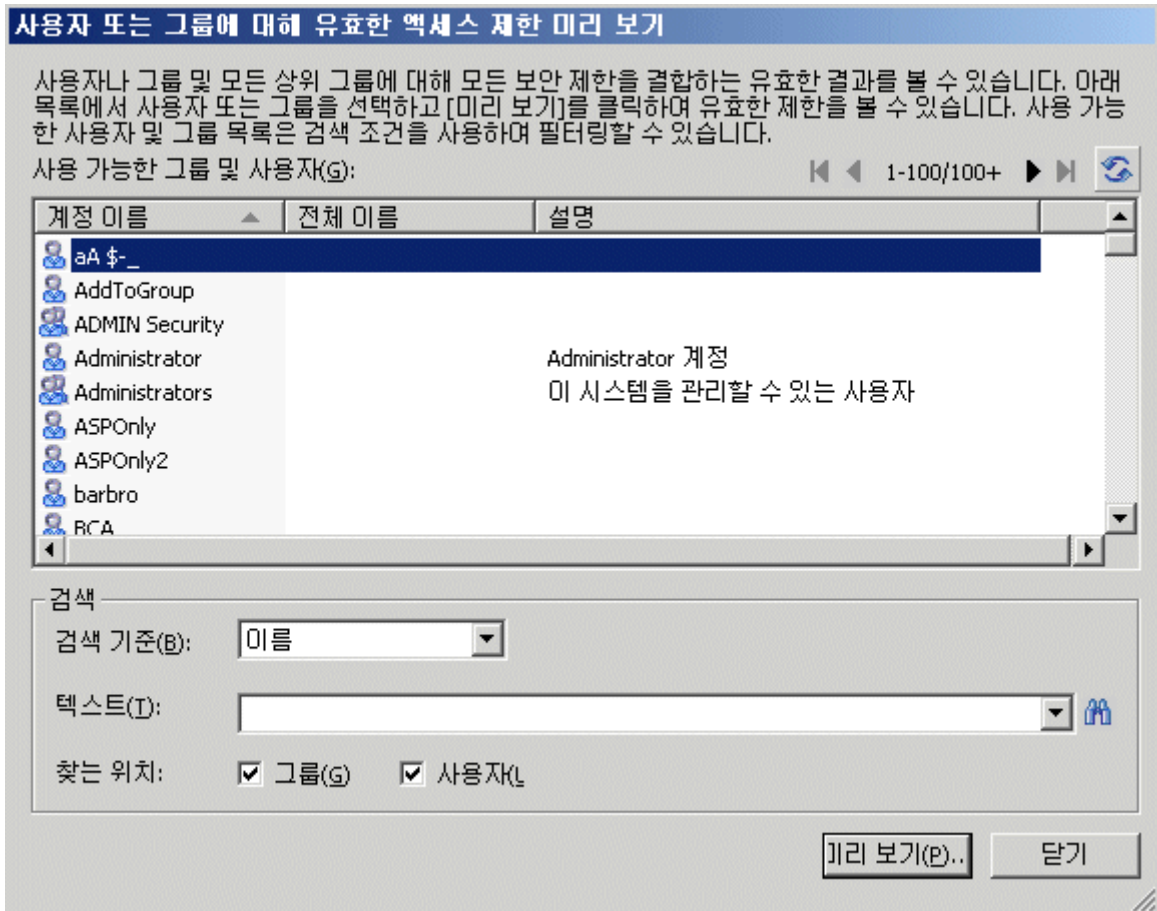 사용자 또는 그룹에 대해 유효한 액세스 제한 미리 보기
사용자나 그룹 및 모든 상위 그룹에 대해 모든 보안 제한을 결합하는 유효한 결과를 볼 수 있습니다. 아래
목록에서 사용자 또는 그룹을 선택하고 [미리 보기]를 클릭하여 유효한 제한을 볼 수 있습니다. 사용 가능
한 사용자 및 그룹 목록은 검색 조건을 사용하여 필터링할 수 있습니다.
사용 가능한 그룹 및 사용자(G): 1-100/100+
계정 이름 전체 이름 설명
aA $-_
AddToGroup
ADMIN Security
Administrator Administrator 계정
Administrators 이 시스템을 관리할 수 있는 사용자
ASPOnly
ASPOnly2
barbro
BCA
검색
검색 기준(B): 이름
텍스트(T):
찾는 위치: 그룹(G) 사용자(L
미리 보기(P).. 닫기